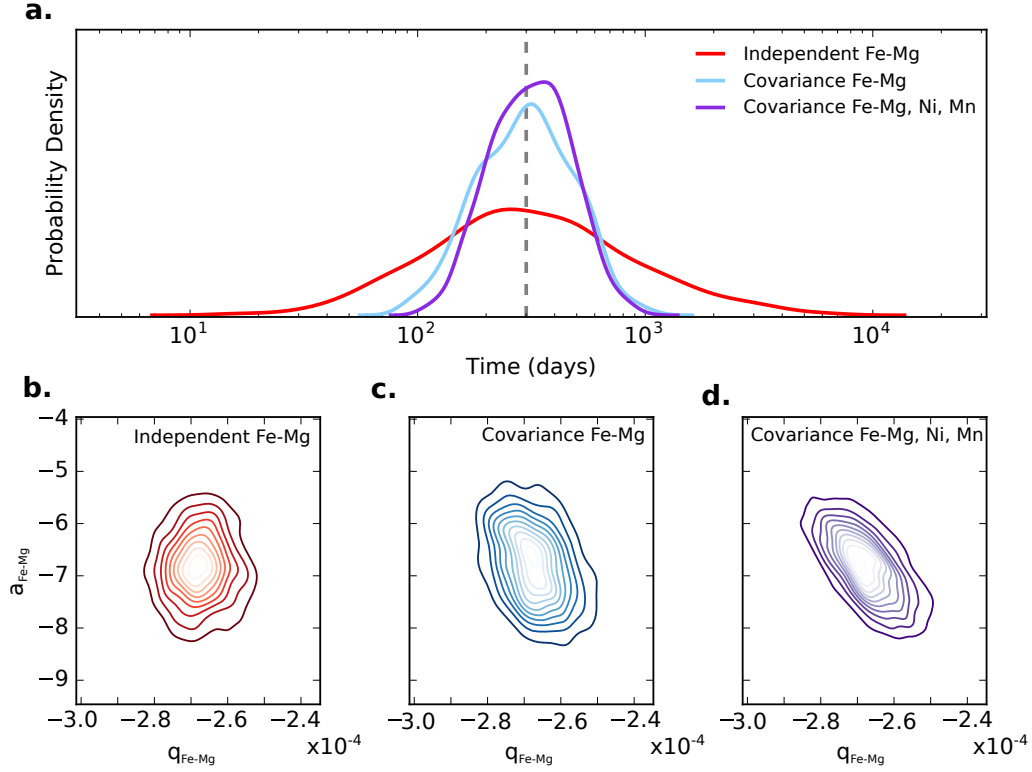 a.
Probability Density
Independent Fe-Mg
Covariance Fe-Mg
Covariance Fe-Mg, Ni, Mn
10¹ 10² 10³ 10⁴
Time (days)
b. c. d.
Independent Fe-Mg
Covariance Fe-Mg
Covariance Fe-Mg, Ni, Mn
a_Fe-Mg
−4
−5
−6
−7
−8
−9
−3.0 −2.8 −2.6 −2.4
x10⁻⁴
q_Fe-Mg
−3.0 −2.8 −2.6 −2.4
x10⁻⁴
q_Fe-Mg
−3.0 −2.8 −2.6 −2.4
x10⁻⁴
q_Fe-Mg